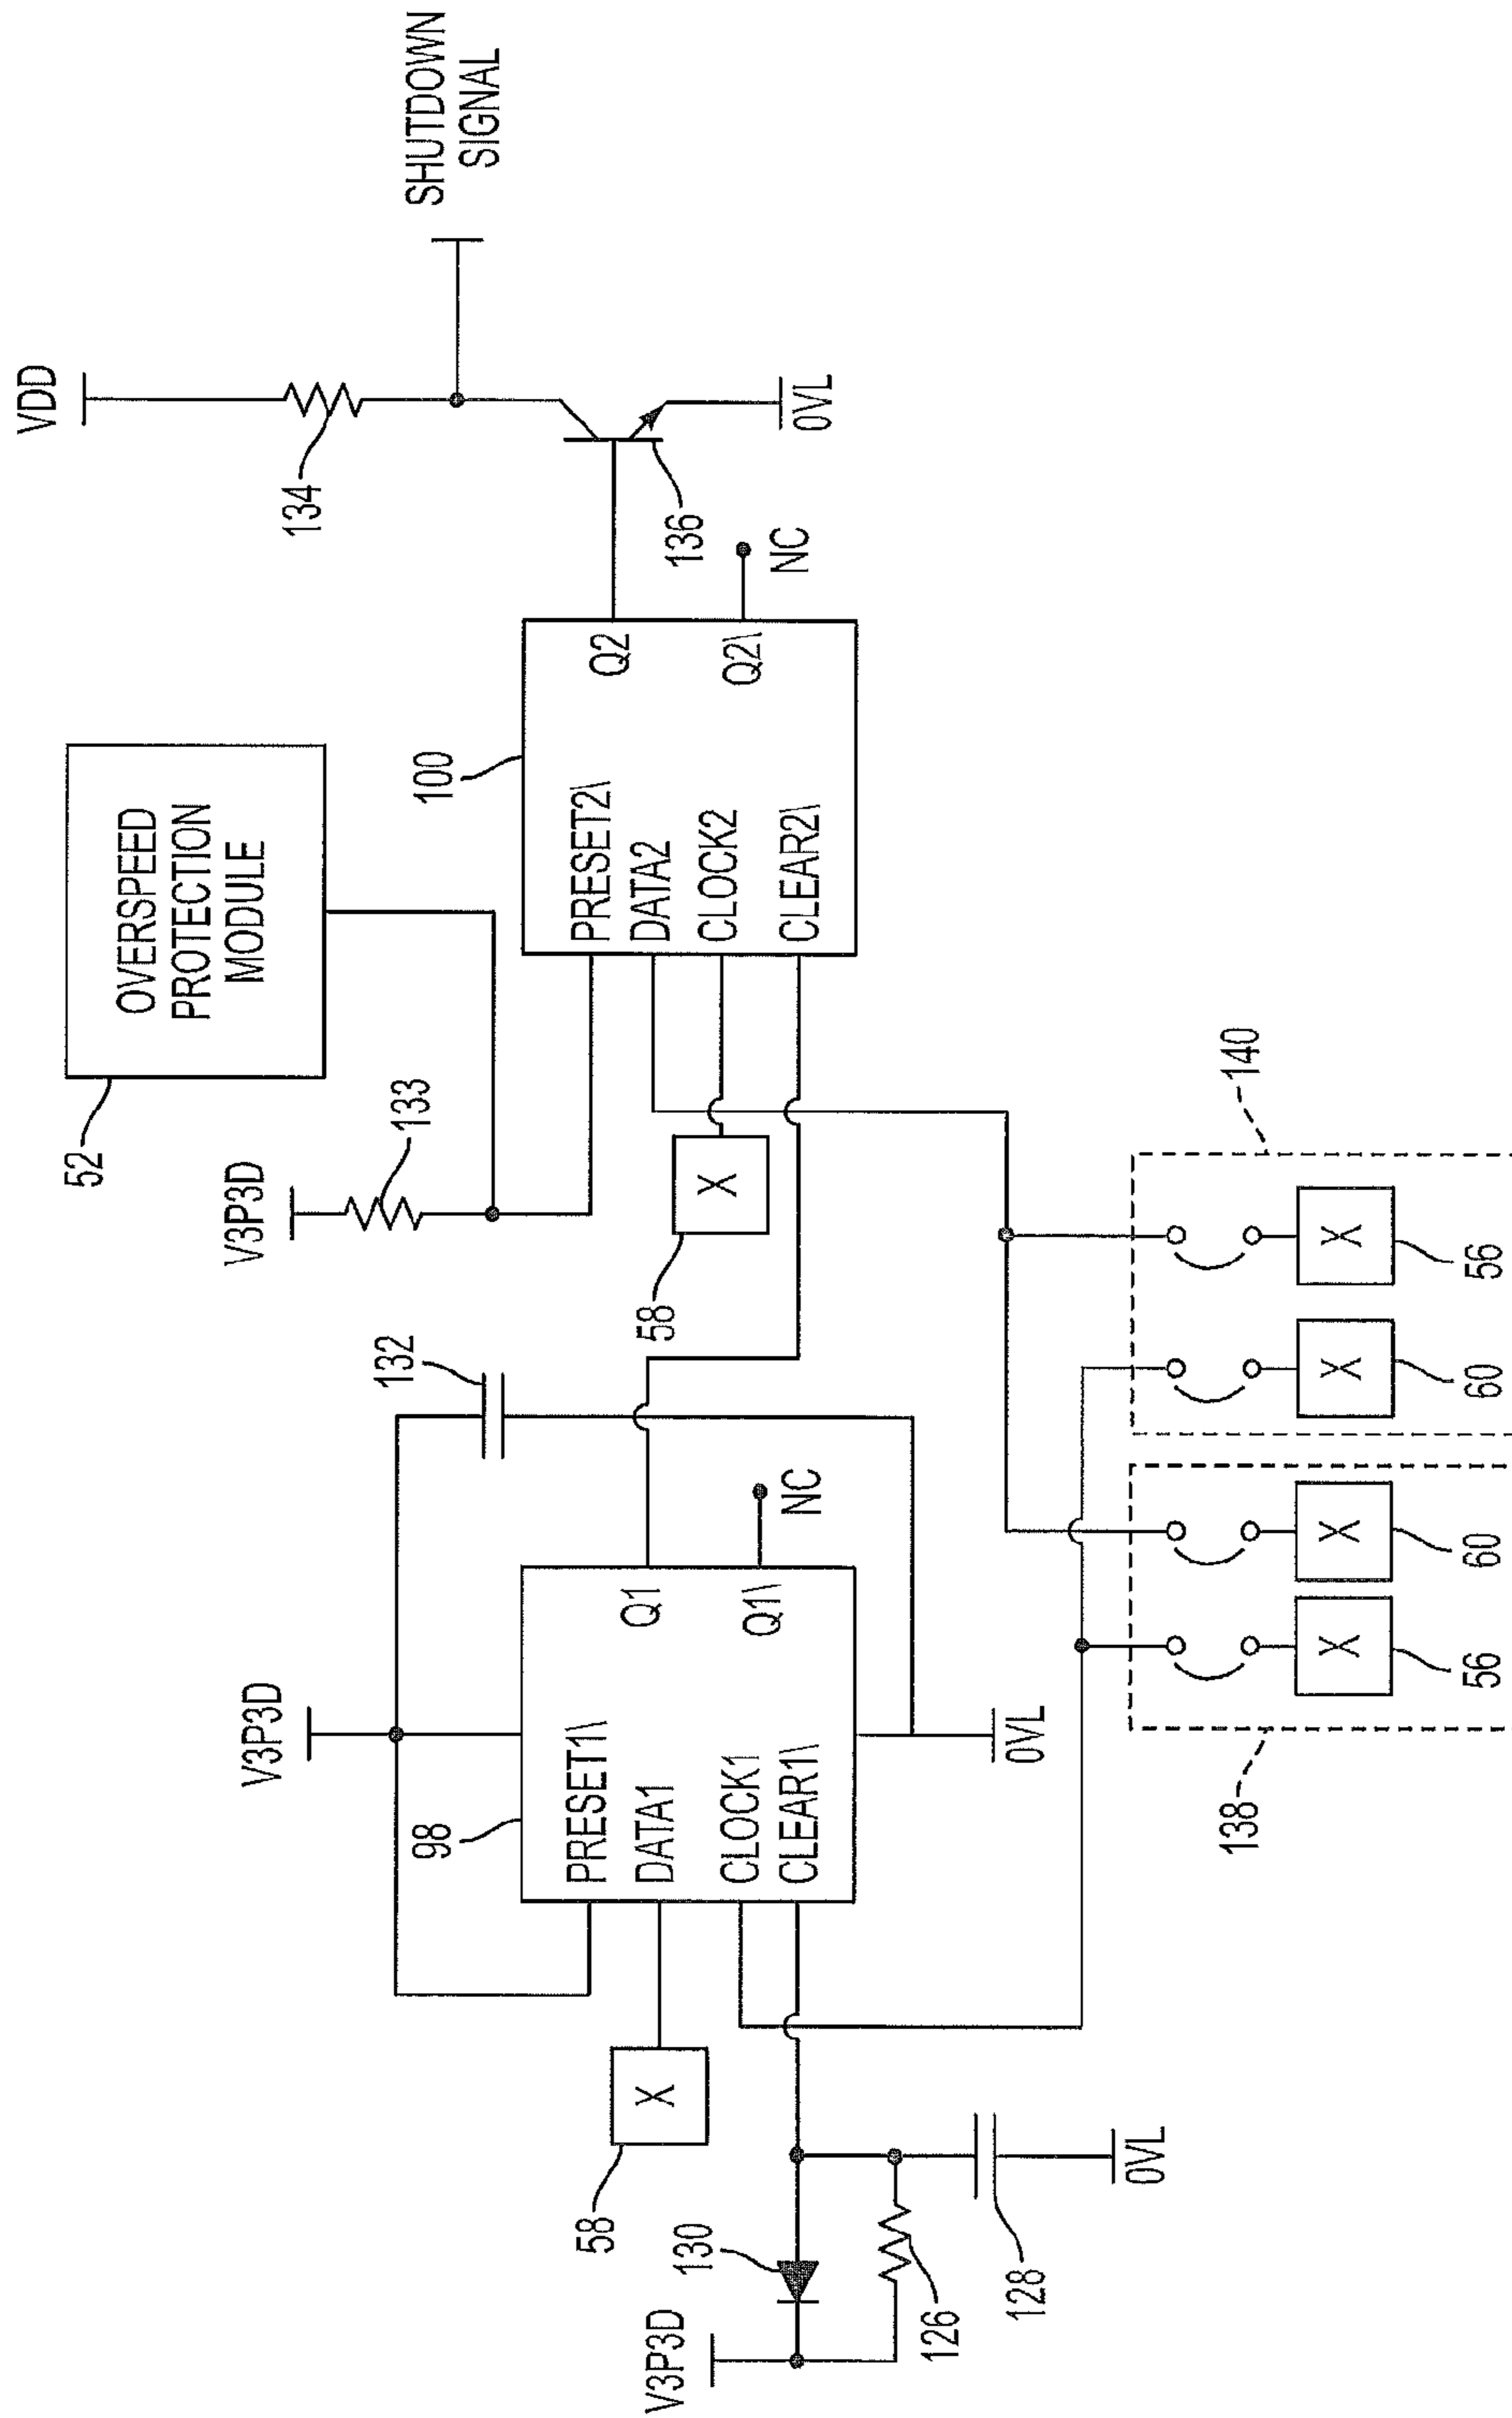 VDD
134
SHUTDOWN
SIGNAL
136
0VL
OVERSPEED
PROTECTION
MODULE
52
V3P3D
133
100
PRESET2\
DATA2
CLOCK2
CLEAR2\
Q2
Q2\
NC
X
58
132
V3P3D
98
PRESET1\
DATA1
CLOCK1
CLEAR1\
Q1
Q1\
NC
0VL
X
58
V3P3D
130
126
128
0VL
138
X
56
X
60
140
X
60
X
56